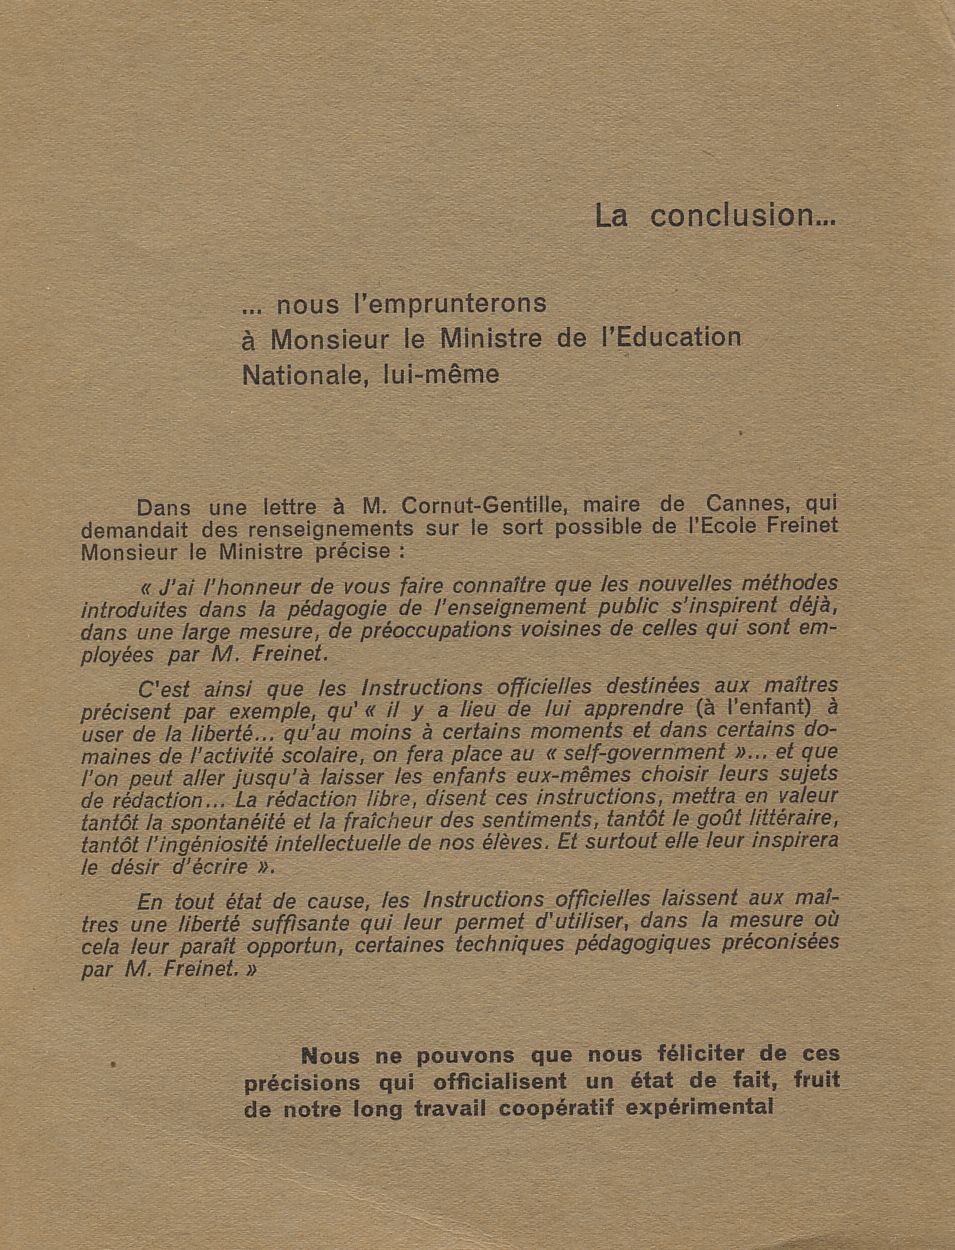 La conclusion...
... nous l'emprunterons
à Monsieur le Ministre de l'Education
Nationale, lui-même
Dans une lettre à M. Cornut-Gentille, maire de Cannes, qui
demandait des renseignements sur le sort possible de l'Ecole Freinet
Monsieur le Ministre précise :
« J'ai l'honneur de vous faire connaître que les nouvelles méthodes
introduites dans la pédagogie de l'enseignement public s'inspirent déjà,
dans une large mesure, de préoccupations voisines de celles qui sont em-
ployées par M. Freinet.
C'est ainsi que les Instructions officielles destinées aux maîtres
précisent par exemple, qu' « il y a lieu de lui apprendre (à l'enfant) à
user de la liberté... qu'au moins à certains moments et dans certains do-
maines de l'activité scolaire, on fera place au « self-government »... et que
l'on peut aller jusqu'à laisser les enfants eux-mêmes choisir leurs sujets
de rédaction... La rédaction libre, disent ces instructions, mettra en valeur
tantôt la spontanéité et la fraîcheur des sentiments, tantôt le goût littéraire,
tantôt l'ingéniosité intellectuelle de nos élèves. Et surtout elle leur inspirera
le désir d'écrire ».
En tout état de cause, les Instructions officielles laissent aux maî-
tres une liberté suffisante qui leur permet d'utiliser, dans la mesure où
cela leur paraît opportun, certaines techniques pédagogiques préconisées
par M. Freinet. »
Nous ne pouvons que nous féliciter de ces
précisions qui officialisent un état de fait, fruit
de notre long travail coopératif expérimental